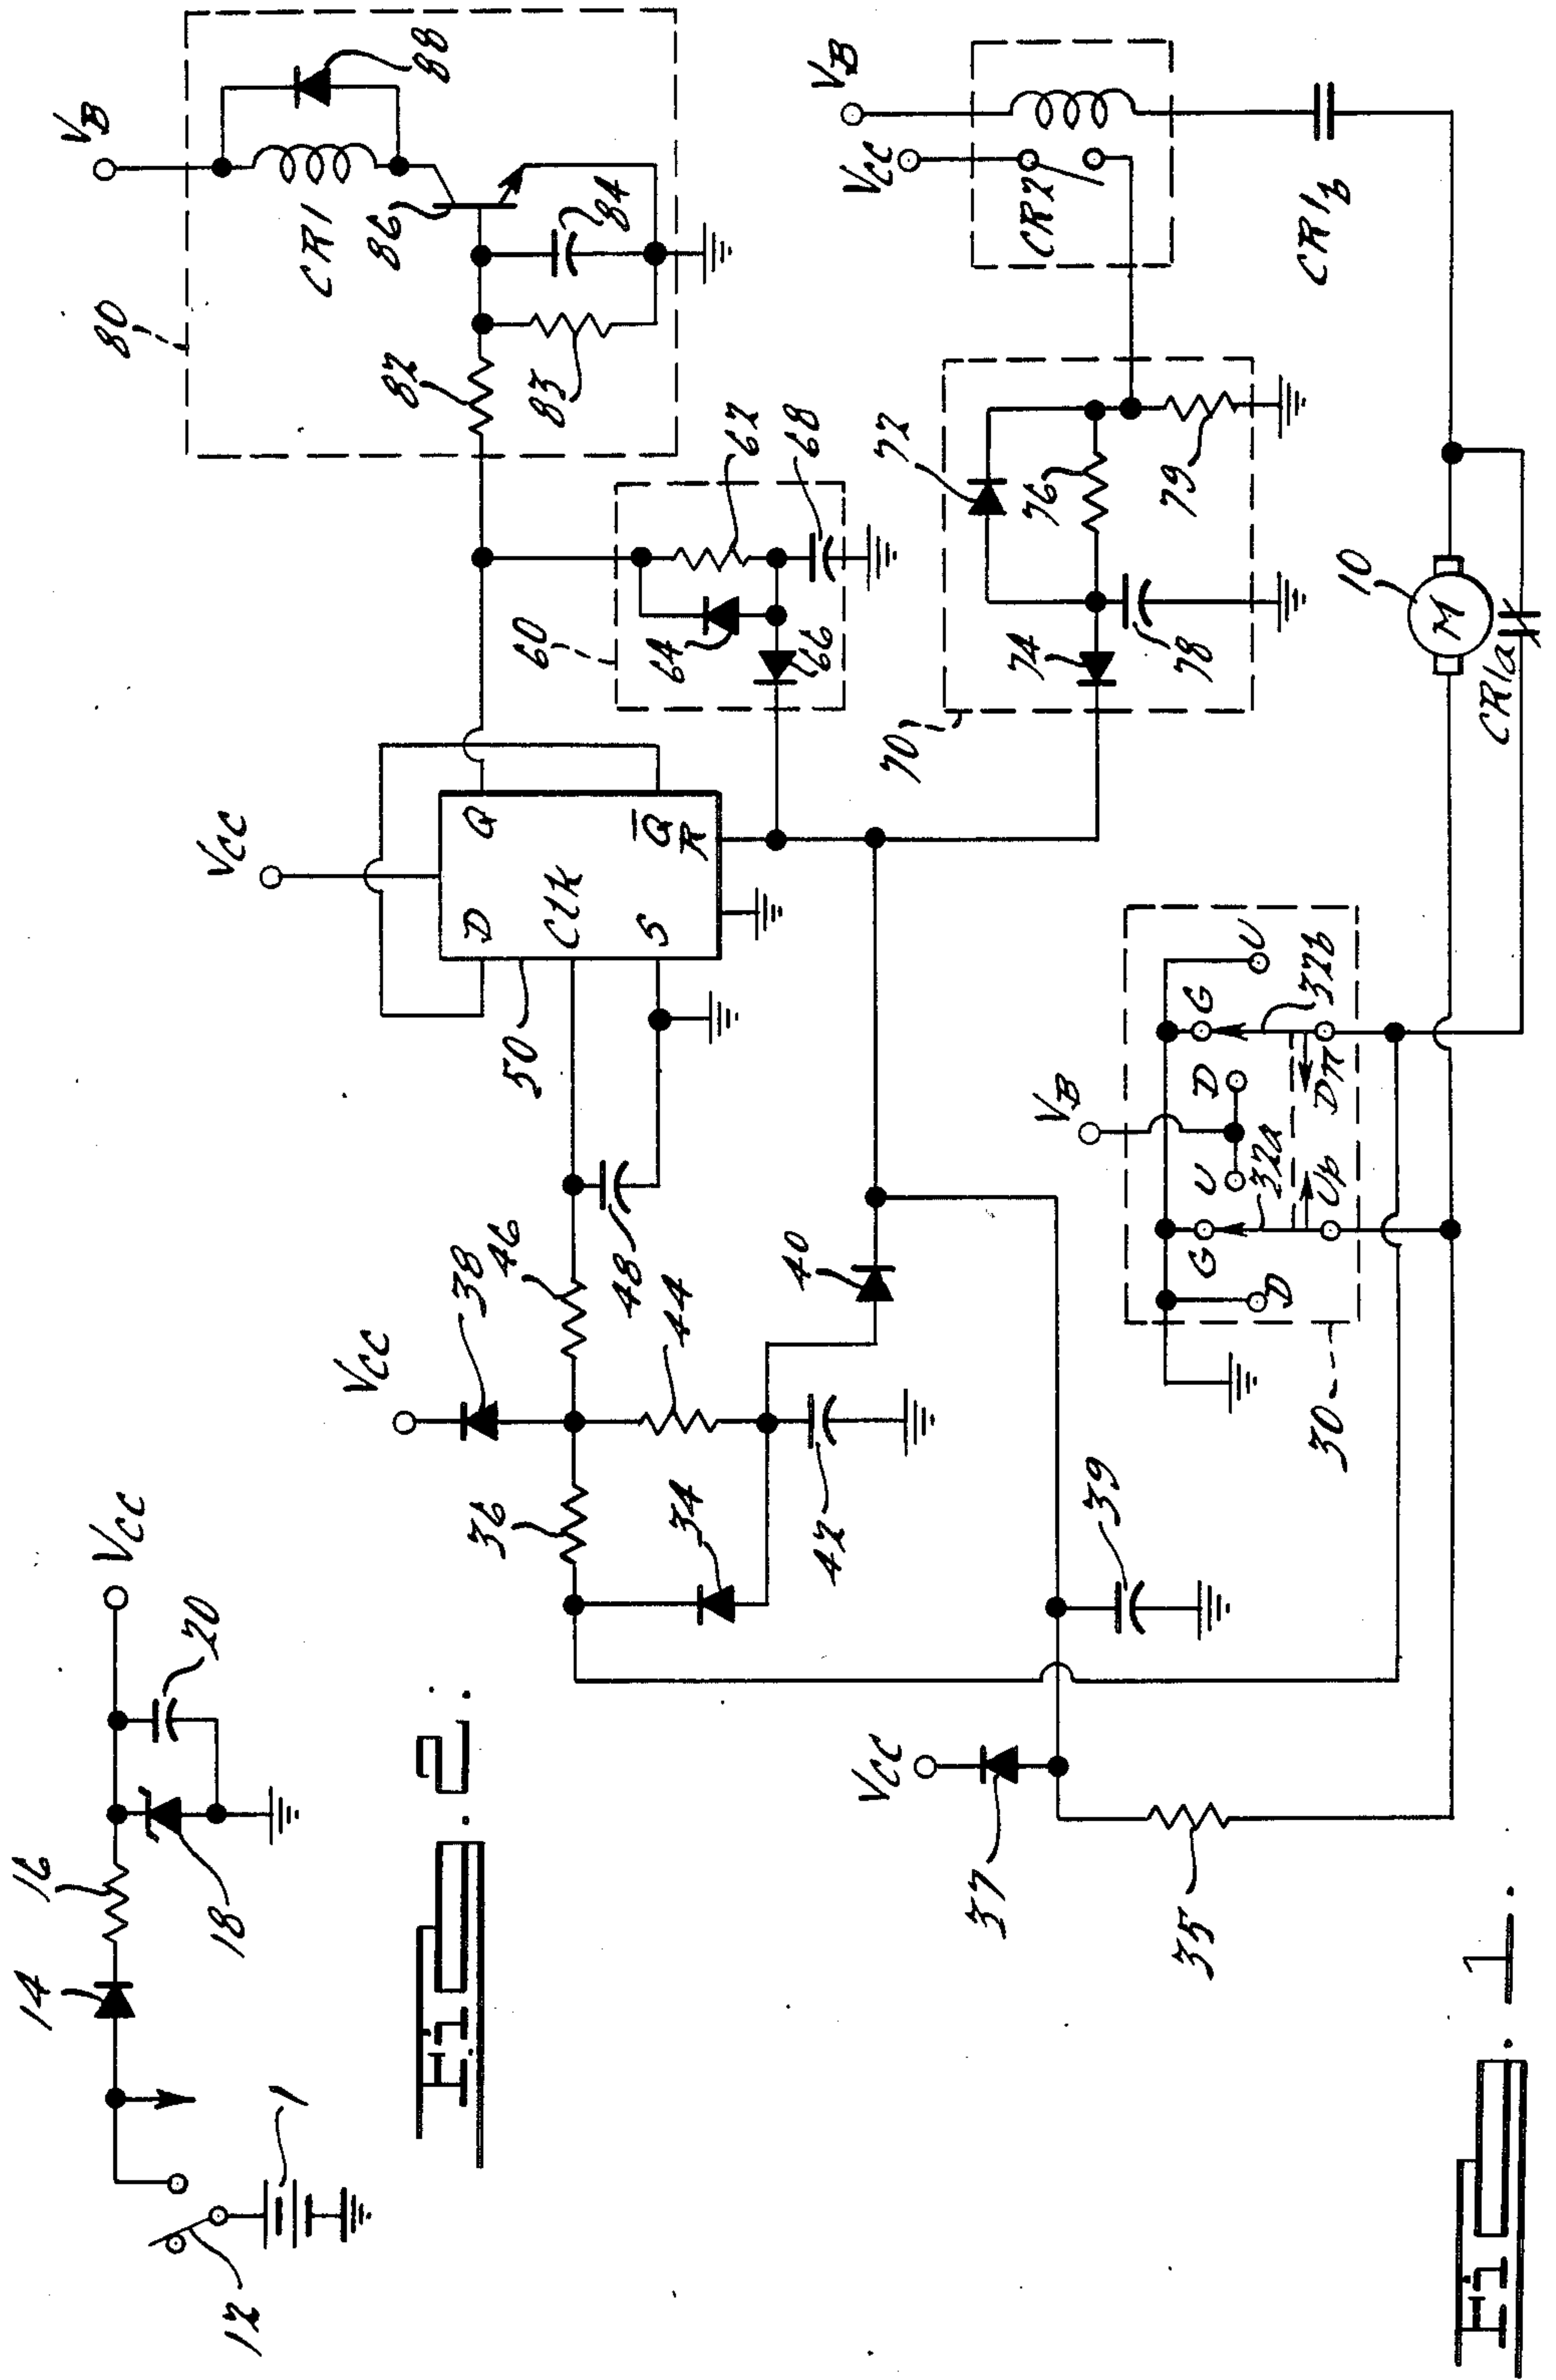 VB
80
CR1
88
86
84
82
83
VCC
D
Q
CLK
S
Q̅
R
50
60
62
64
66
68
VCC
38
46
48
36
44
34
42
40
VB
VCC
CR2
72
76
74
78
79
70
CR1b
10
M
CR1a
VB
G
U
D
G
U
D
32a
32b
Up
Dn
30
39
VCC
37
35
Fig. 1.
VCC
14
16
18
20
12
1
Fig. 2.